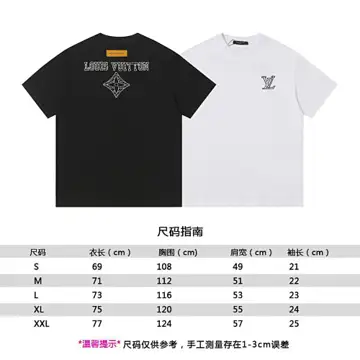 LOUIS VUITTON
LV
尺码指南
尺码 衣长（cm） 胸围(cm) 肩宽(cm) 袖长(cm)
S 69 108 49 21
M 71 112 51 22
L 73 116 53 23
XL 75 120 55 24
XXL 77 124 57 25
*温馨提示* 尺码仅供参考，手工测量存在1-3cm误差